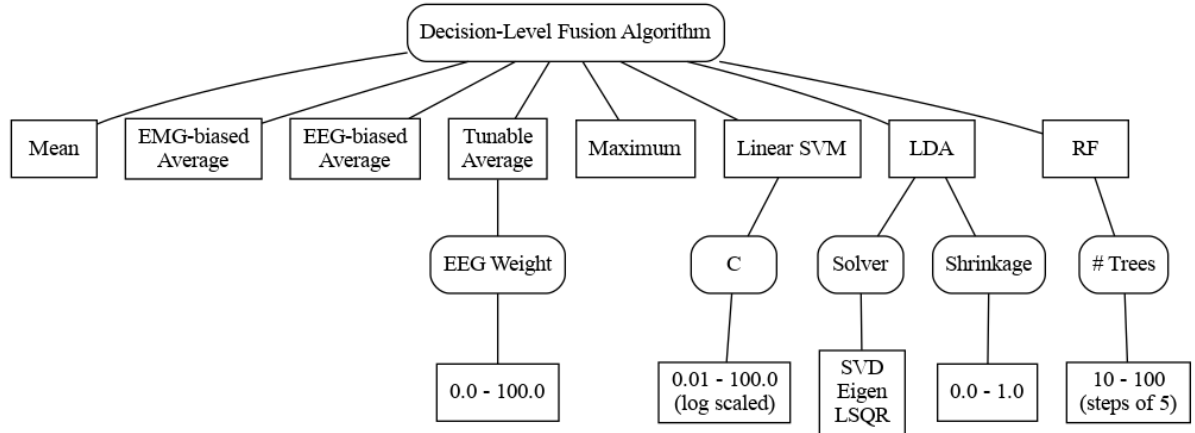 Decision-Level Fusion Algorithm
Mean
EMG-biased
Average
EEG-biased
Average
Tunable
Average
Maximum
Linear SVM
LDA
RF
EEG Weight
C
Solver
Shrinkage
# Trees
0.0 - 100.0
0.01 - 100.0
(log scaled)
SVD
Eigen
LSQR
0.0 - 1.0
10 - 100
(steps of 5)